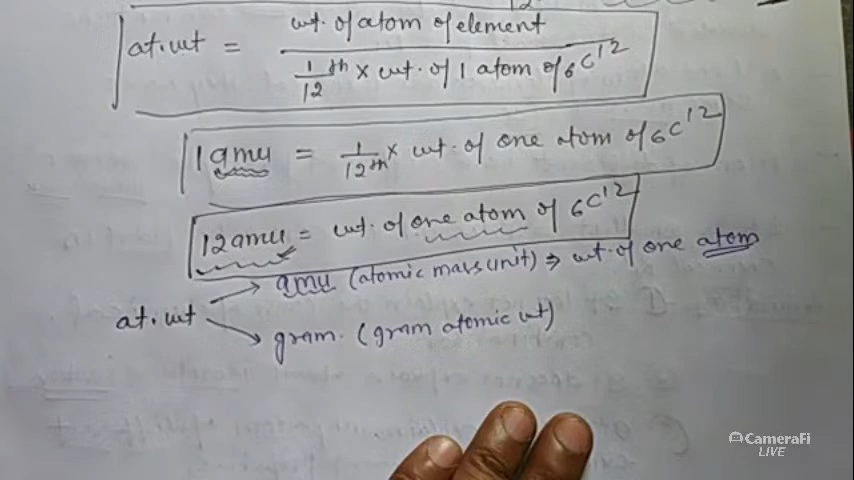 at. wt = wt. of atom of element
1/12th × wt. of 1 atom of 6C12
1 amu = 1/12th × wt. of one atom of 6C12
12amu = wt. of one atom of 6C12
at. wt → amu (atomic mass unit) ⇒ wt. of one atom
→ gram. (gram atomic wt)
CameraFi
LIVE